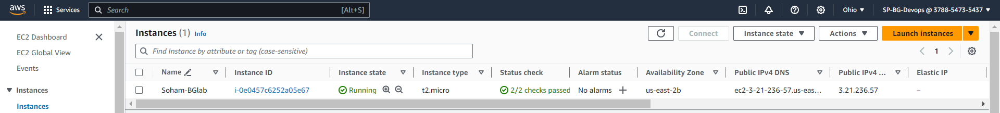 aws Services Search [Alt+S] Ohio SP-BG-Devops @ 3788-5473-5437
EC2 Dashboard
EC2 Global View
Events
Instances
Instances
Instances (1) Info Connect Instance state Actions Launch instances
Find Instance by attribute or tag (case-sensitive) 1
Name Instance ID Instance state Instance type Status check Alarm status Availability Zone Public IPv4 DNS Public IPv4 ... Elastic IP
Soham-BGlab i-0e0457c6252a05e67 Running t2.micro 2/2 checks passed No alarms us-east-2b ec2-3-21-236-57.us-eas... 3.21.236.57 –